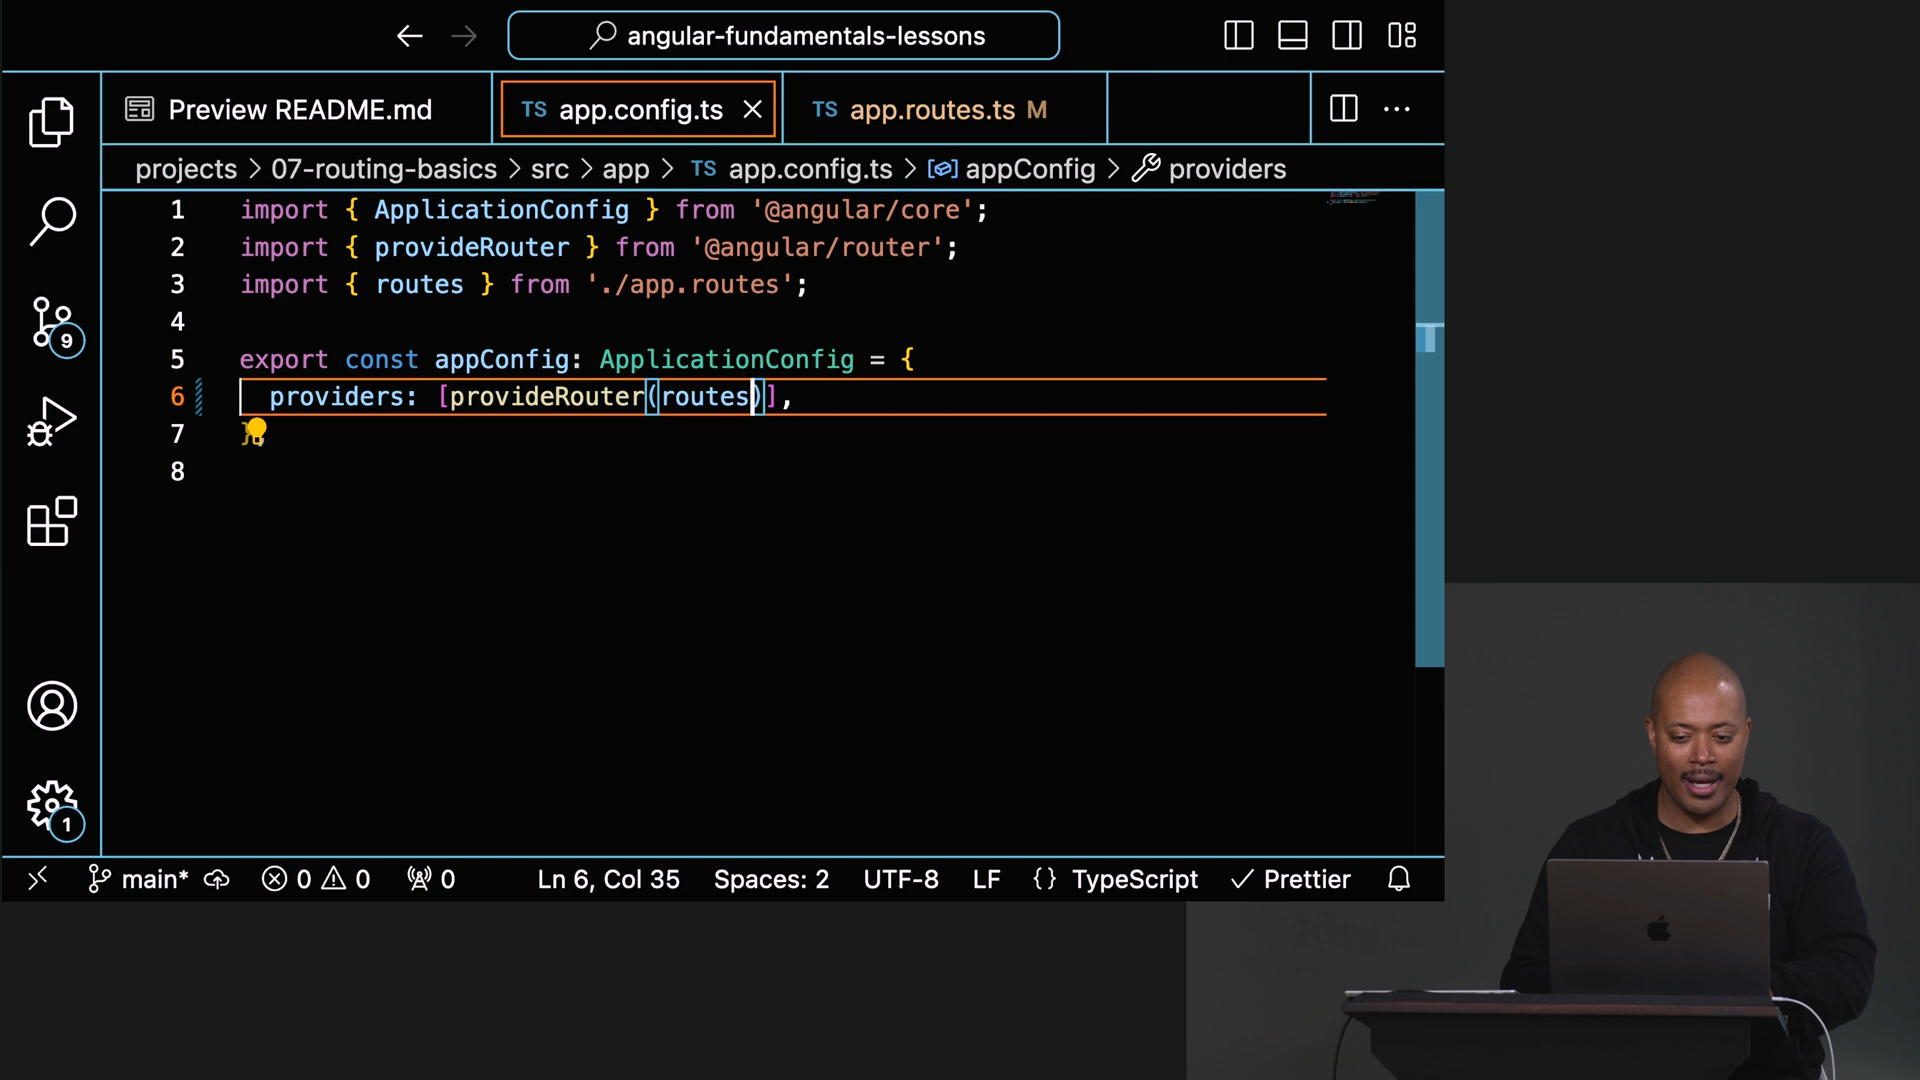 angular-fundamentals-lessons
Preview README.md
TS app.config.ts
TS app.routes.ts M
projects > 07-routing-basics > src > app > TS app.config.ts > appConfig > providers
1 import { ApplicationConfig } from '@angular/core';
2 import { provideRouter } from '@angular/router';
3 import { routes } from './app.routes';
4
5 export const appConfig: ApplicationConfig = {
6 providers: [provideRouter(routes)],
7 };
8
9
1
main* 0 0 0 Ln 6, Col 35 Spaces: 2 UTF-8 LF {} TypeScript Prettier